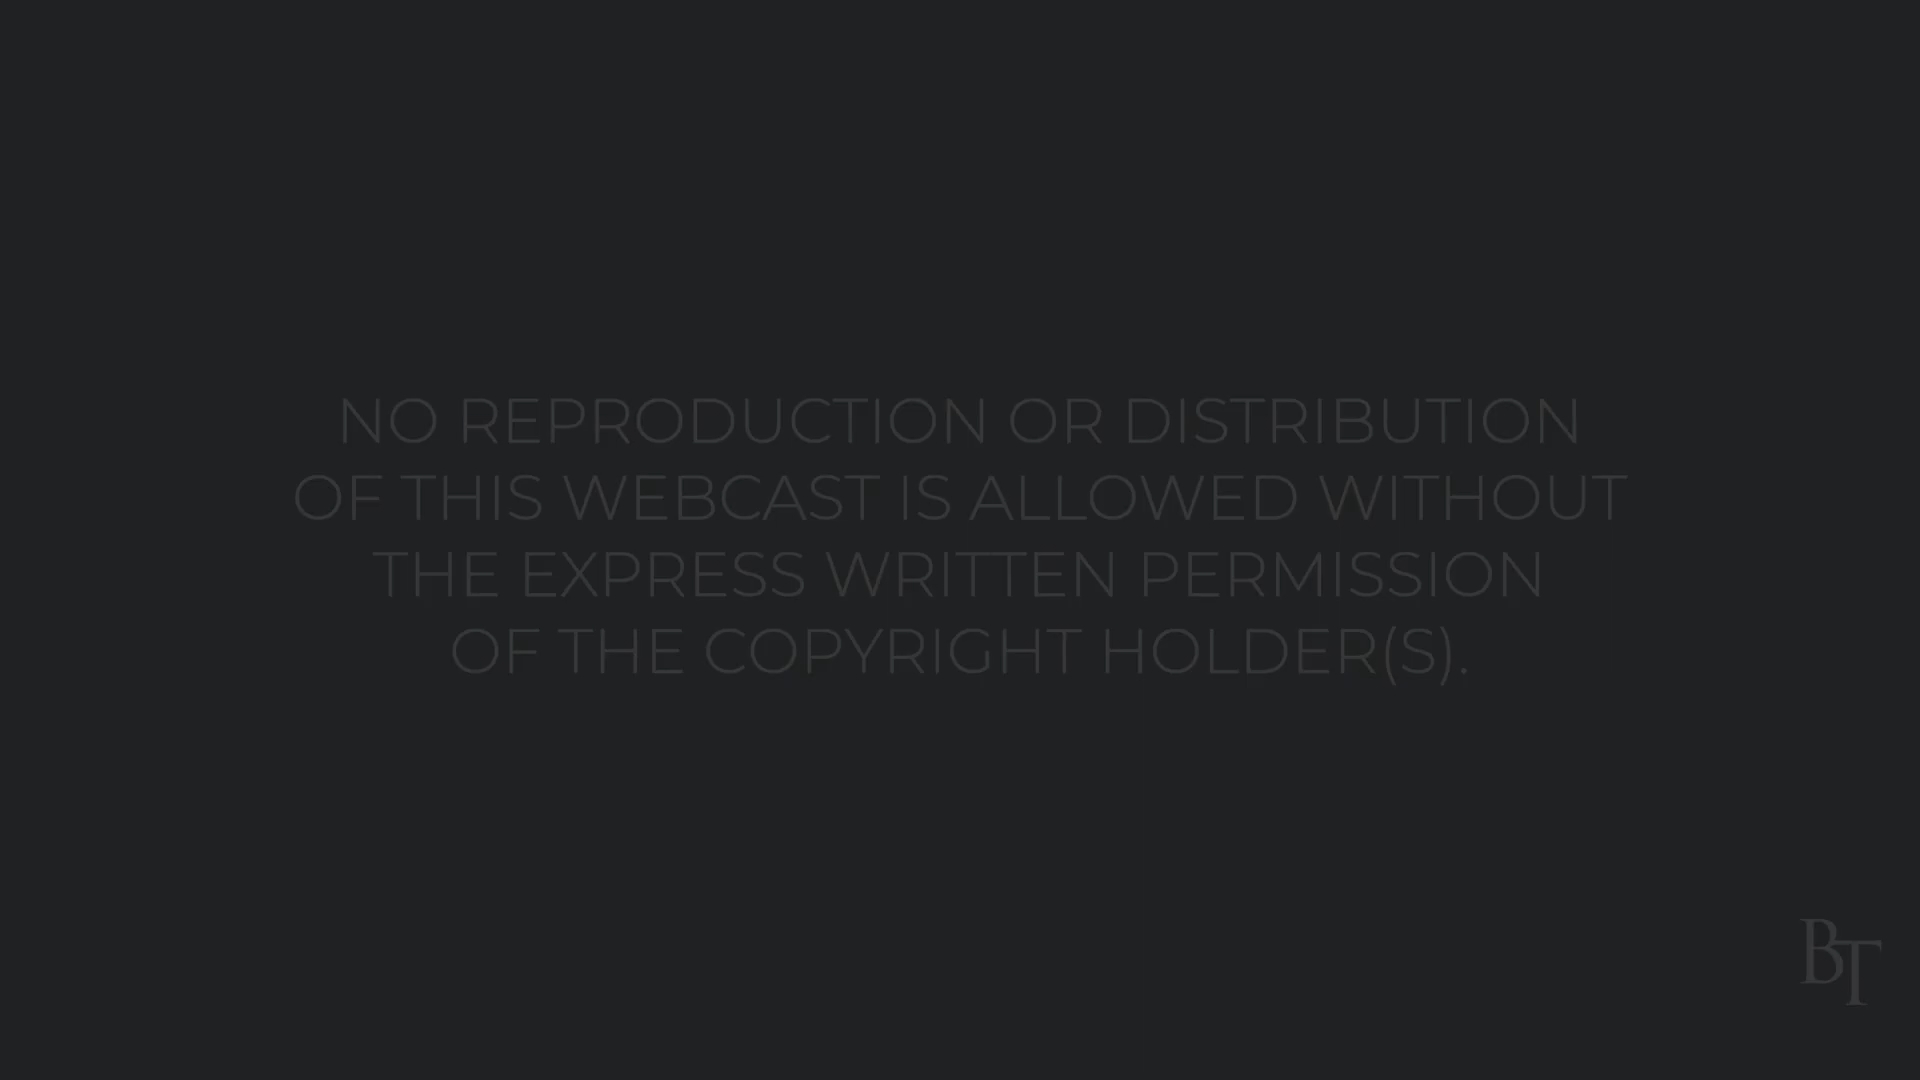 NO REPRODUCTION OR DISTRIBUTION
OF THIS WEBCAST IS ALLOWED WITHOUT
THE EXPRESS WRITTEN PERMISSION
OF THE COPYRIGHT HOLDER(S).
BT